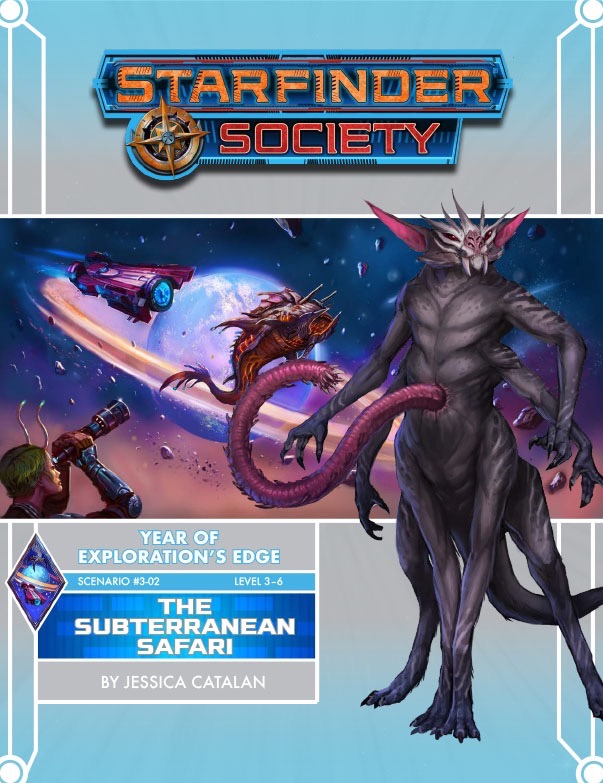 STARFINDER
SOCIETY
YEAR OF
EXPLORATION'S EDGE
SCENARIO #3-02 LEVEL 3–6
THE
SUBTERRANEAN
SAFARI
BY JESSICA CATALAN